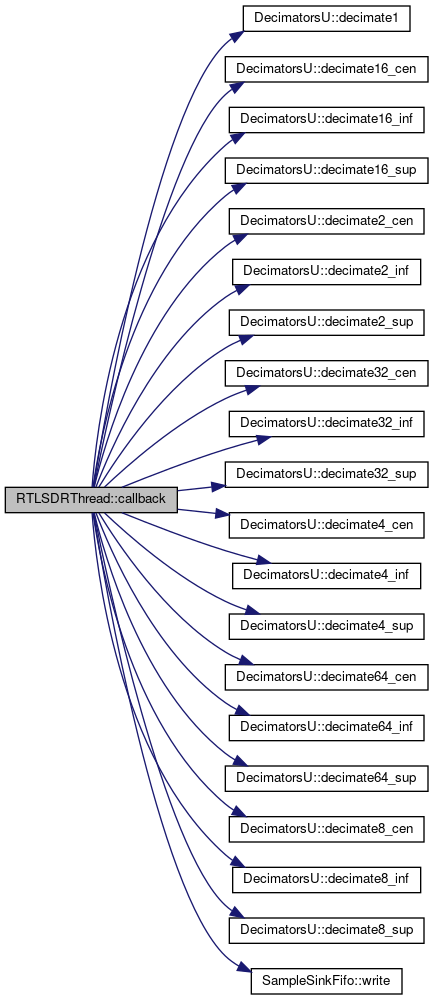 DecimatorsU::decimate1
DecimatorsU::decimate16_cen
DecimatorsU::decimate16_inf
DecimatorsU::decimate16_sup
DecimatorsU::decimate2_cen
DecimatorsU::decimate2_inf
DecimatorsU::decimate2_sup
DecimatorsU::decimate32_cen
DecimatorsU::decimate32_inf
DecimatorsU::decimate32_sup
RTLSDRThread::callback
DecimatorsU::decimate4_cen
DecimatorsU::decimate4_inf
DecimatorsU::decimate4_sup
DecimatorsU::decimate64_cen
DecimatorsU::decimate64_inf
DecimatorsU::decimate64_sup
DecimatorsU::decimate8_cen
DecimatorsU::decimate8_inf
DecimatorsU::decimate8_sup
SampleSinkFifo::write